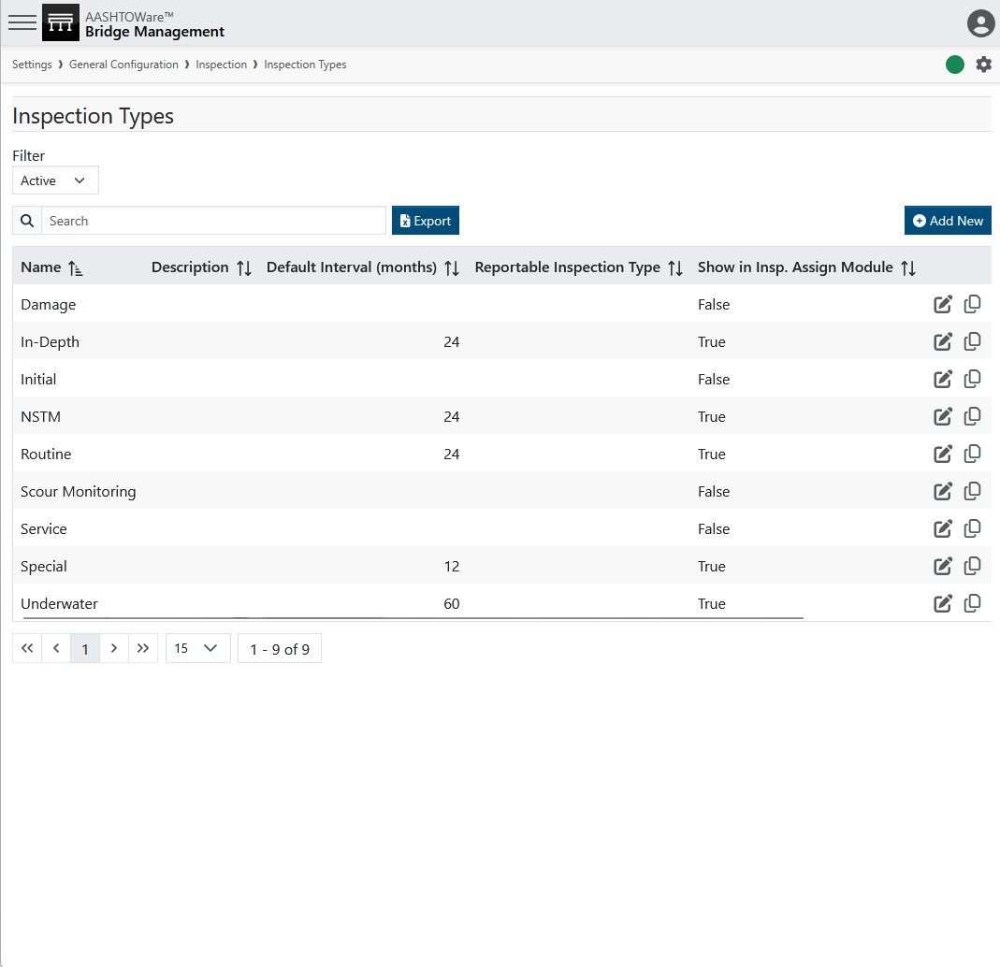 AASHTOWare™
Bridge Management
Settings › General Configuration › Inspection › Inspection Types
Inspection Types
Filter
Active
Search Export Add New
Name Description Default Interval (months) Reportable Inspection Type Show in Insp. Assign Module
Damage False
In-Depth 24 True
Initial False
NSTM 24 True
Routine 24 True
Scour Monitoring False
Service False
Special 12 True
Underwater 60 True
« ‹ 1 › » 15 1 - 9 of 9